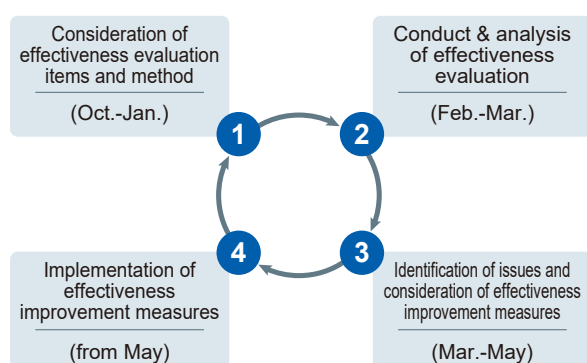 Consideration of
effectiveness evaluation
items and method
(Oct.-Jan.)
1
Conduct & analysis
of effectiveness
evaluation
(Feb.-Mar.)
2
3
Identification of issues and
consideration of effectiveness
improvement measures
(Mar.-May)
4
Implementation of
effectiveness
improvement measures
(from May)